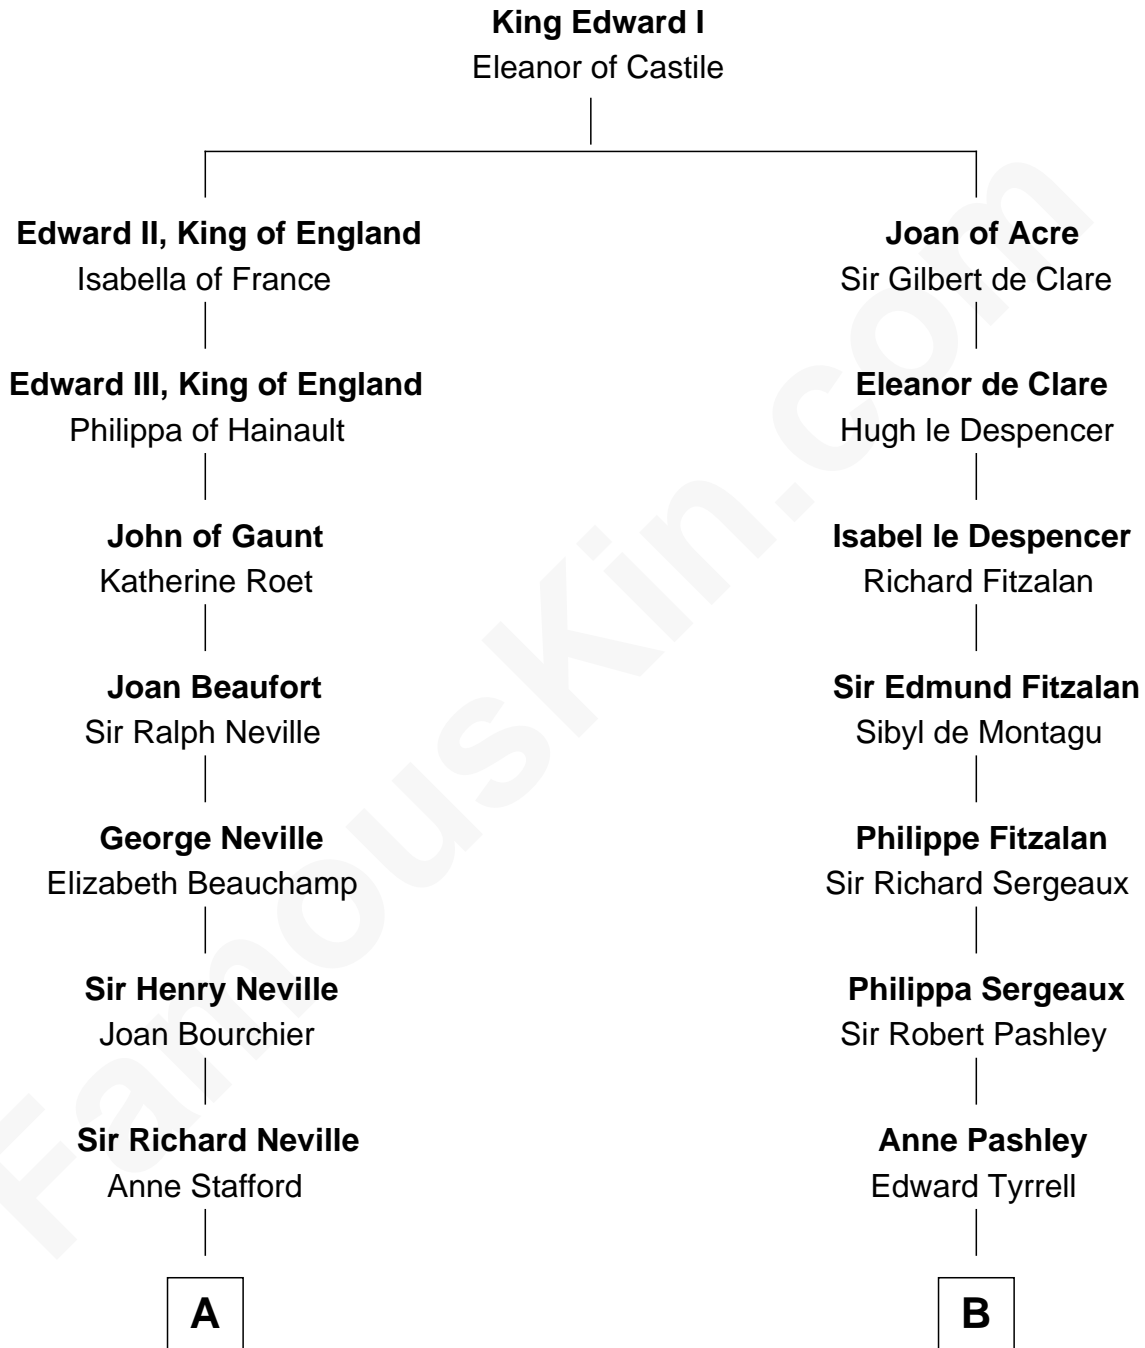 King Edward I
Eleanor of Castile
Edward II, King of England
Isabella of France
Joan of Acre
Sir Gilbert de Clare
Edward III, King of England
Philippa of Hainault
Eleanor de Clare
Hugh le Despencer
John of Gaunt
Katherine Roet
Isabel le Despencer
Richard Fitzalan
Joan Beaufort
Sir Ralph Neville
Sir Edmund Fitzalan
Sibyl de Montagu
George Neville
Elizabeth Beauchamp
Philippe Fitzalan
Sir Richard Sergeaux
Sir Henry Neville
Joan Bourchier
Philippa Sergeaux
Sir Robert Pashley
Sir Richard Neville
Anne Stafford
Anne Pashley
Edward Tyrrell
A
B
FamousKin.com